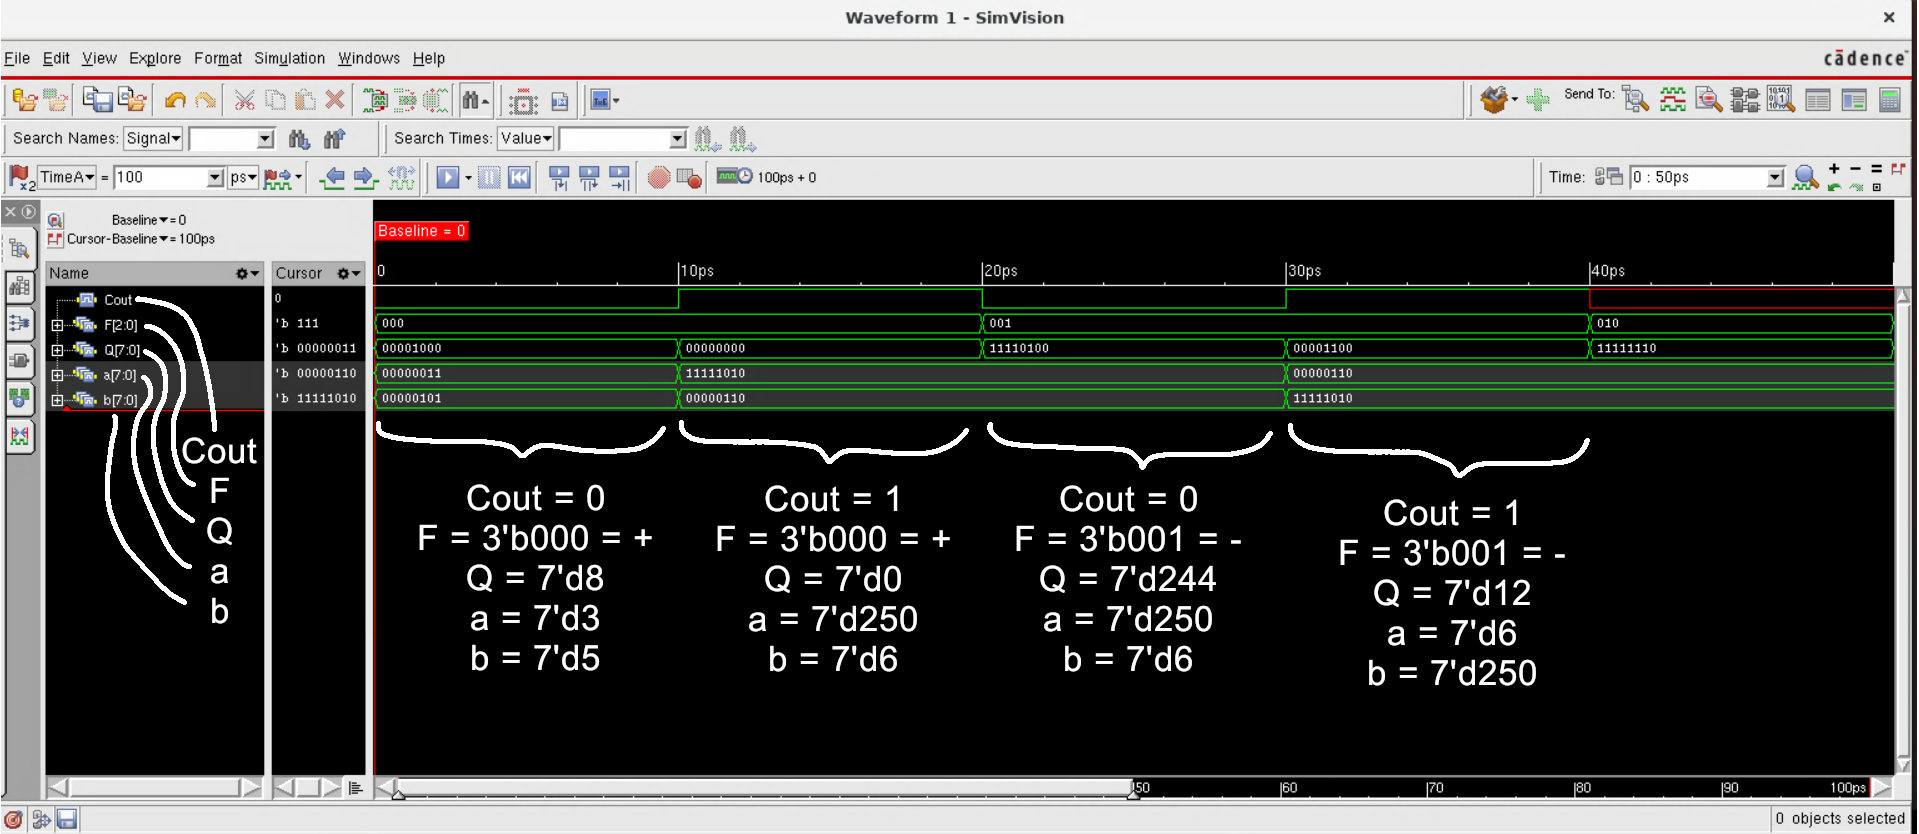 Waveform 1 - SimVision
File Edit View Explore Format Simulation Windows Help
cādence
Send To:
Search Names: Signal
Search Times: Value
x2 TimeA = 100 ps
100ps + 0
Time: 0 : 50ps
Baseline = 0
Cursor-Baseline = 100ps
Baseline = 0
Name Cursor
0 10ps 20ps 30ps 40ps
Cout 0
F[2:0] 'b 111 000 001 010
Q[7:0] 'b 00000011 00001000 00000000 11110100 00001100 11111110
a[7:0] 'b 00000110 00000011 11111010 00000110
b[7:0] 'b 11111010 00000101 00000110 11111010
Cout
F
Q
a
b
Cout = 0
F = 3'b000 = +
Q = 7'd8
a = 7'd3
b = 7'd5
Cout = 1
F = 3'b000 = +
Q = 7'd0
a = 7'd250
b = 7'd6
Cout = 0
F = 3'b001 = -
Q = 7'd244
a = 7'd250
b = 7'd6
Cout = 1
F = 3'b001 = -
Q = 7'd12
a = 7'd6
b = 7'd250
50 60 70 80 90 100ps
0 objects selected